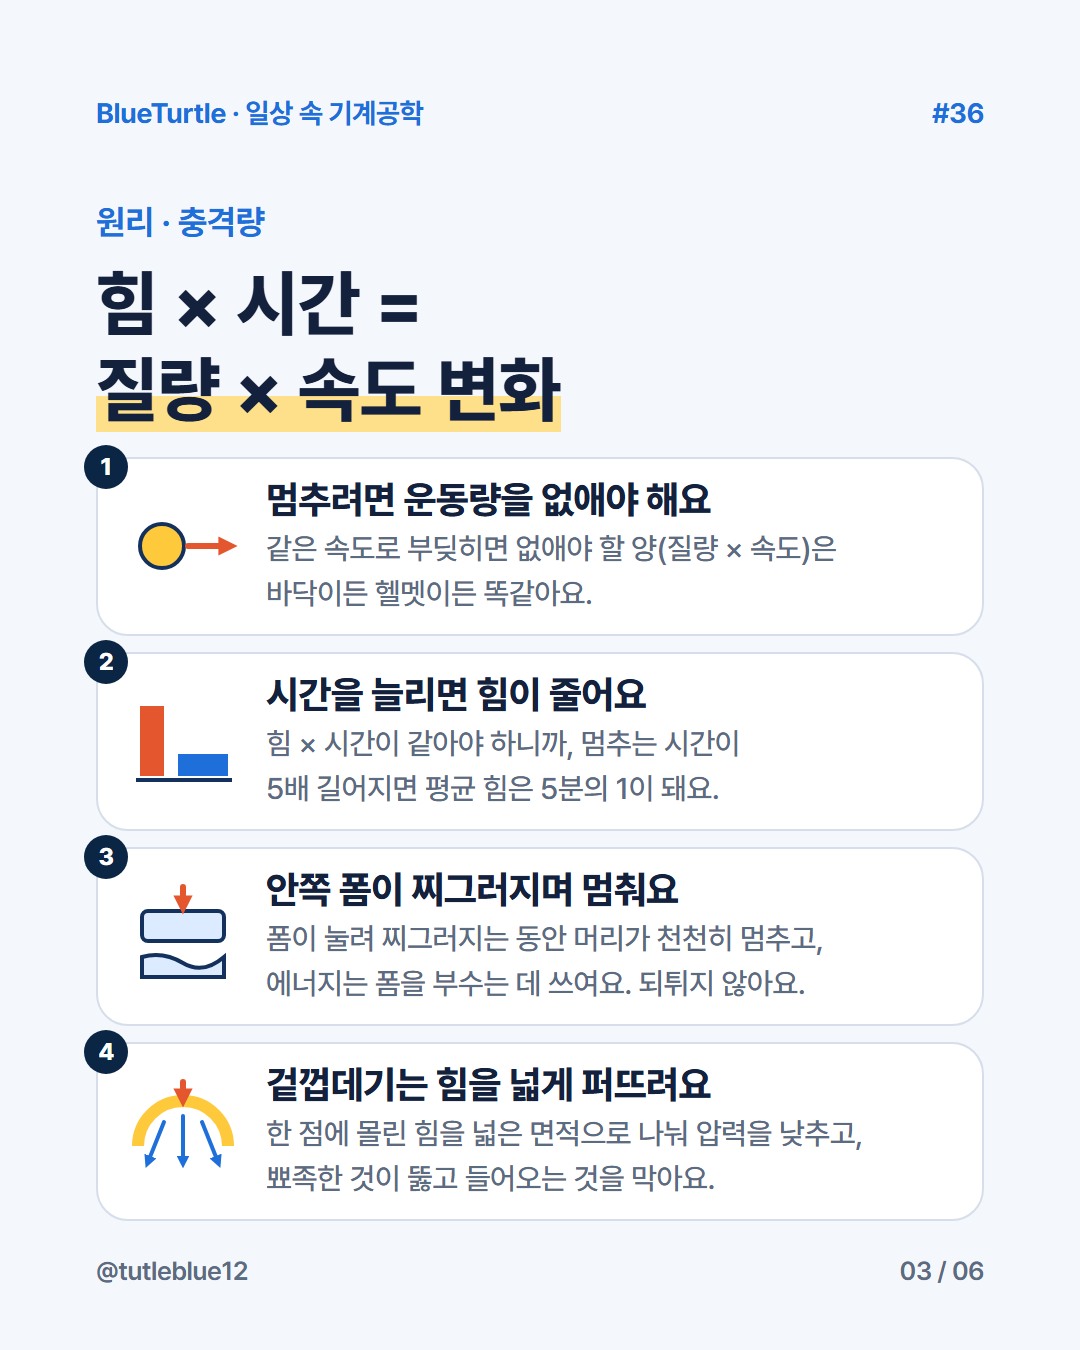 BlueTurtle · 일상 속 기계공학
#36
원리 · 충격량
힘 × 시간 =
질량 × 속도 변화
1
멈추려면 운동량을 없애야 해요
같은 속도로 부딪히면 없애야 할 양(질량 × 속도)은
바닥이든 헬멧이든 똑같아요.
2
시간을 늘리면 힘이 줄어요
힘 × 시간이 같아야 하니까, 멈추는 시간이
5배 길어지면 평균 힘은 5분의 1이 돼요.
3
안쪽 폼이 찌그러지며 멈춰요
폼이 눌려 찌그러지는 동안 머리가 천천히 멈추고,
에너지는 폼을 부수는 데 쓰여요. 되튀지 않아요.
4
겉껍데기는 힘을 넓게 퍼뜨려요
한 점에 몰린 힘을 넓은 면적으로 나눠 압력을 낮추고,
뾰족한 것이 뚫고 들어오는 것을 막아요.
@tutleblue12
03 / 06